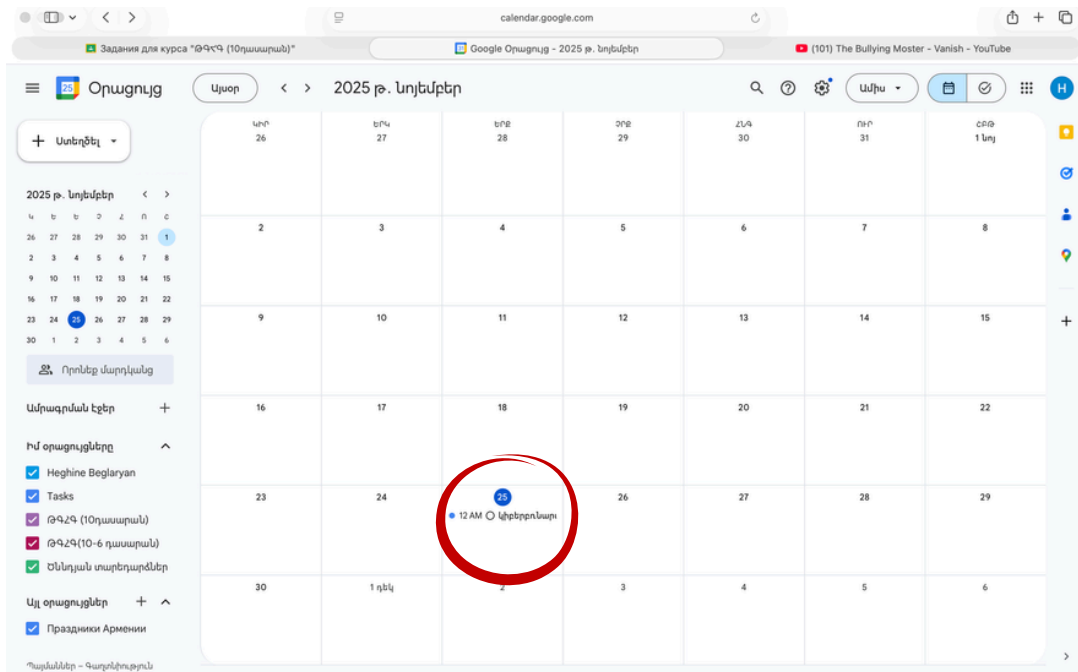 calendar.google.com
Задания для курса "ԹԳՀԳ (10դասարան)"
Google Օրացույց - 2025 թ. նոյեմբեր
(101) The Bullying Moster - Vanish - YouTube
25 Օրացույց
Այսօր
2025 թ. նոյեմբեր
Ամիս
H
Ստեղծել
2025 թ. նոյեմբեր
Կ Ե Ե Չ Հ Ո Շ
26 27 28 29 30 31 1
2 3 4 5 6 7 8
9 10 11 12 13 14 15
16 17 18 19 20 21 22
23 24 25 26 27 28 29
30 1 2 3 4 5 6
Որոնեք մարդկանց
Ամրագրման էջեր
Իմ օրացույցները
Heghine Beglaryan
Tasks
ԹԳՀԳ (10դասարան)
ԹԳՀԳ(10-6 դասարան)
Ծննդյան տարեդարձներ
Այլ օրացույցներ
Праздники Армении
Պայմաններ – Գաղտնիություն
ԿԻՐ ԵՐԿ ԵՐՔ ՉՐՔ ՀՆԳ ՈՒՐ ՇԲԹ
26 27 28 29 30 31 1 նոյ
2 3 4 5 6 7 8
9 10 11 12 13 14 15
16 17 18 19 20 21 22
23 24 25 26 27 28 29
12 AM կիբերբռնարւ
30 1 դեկ 2 3 4 5 6